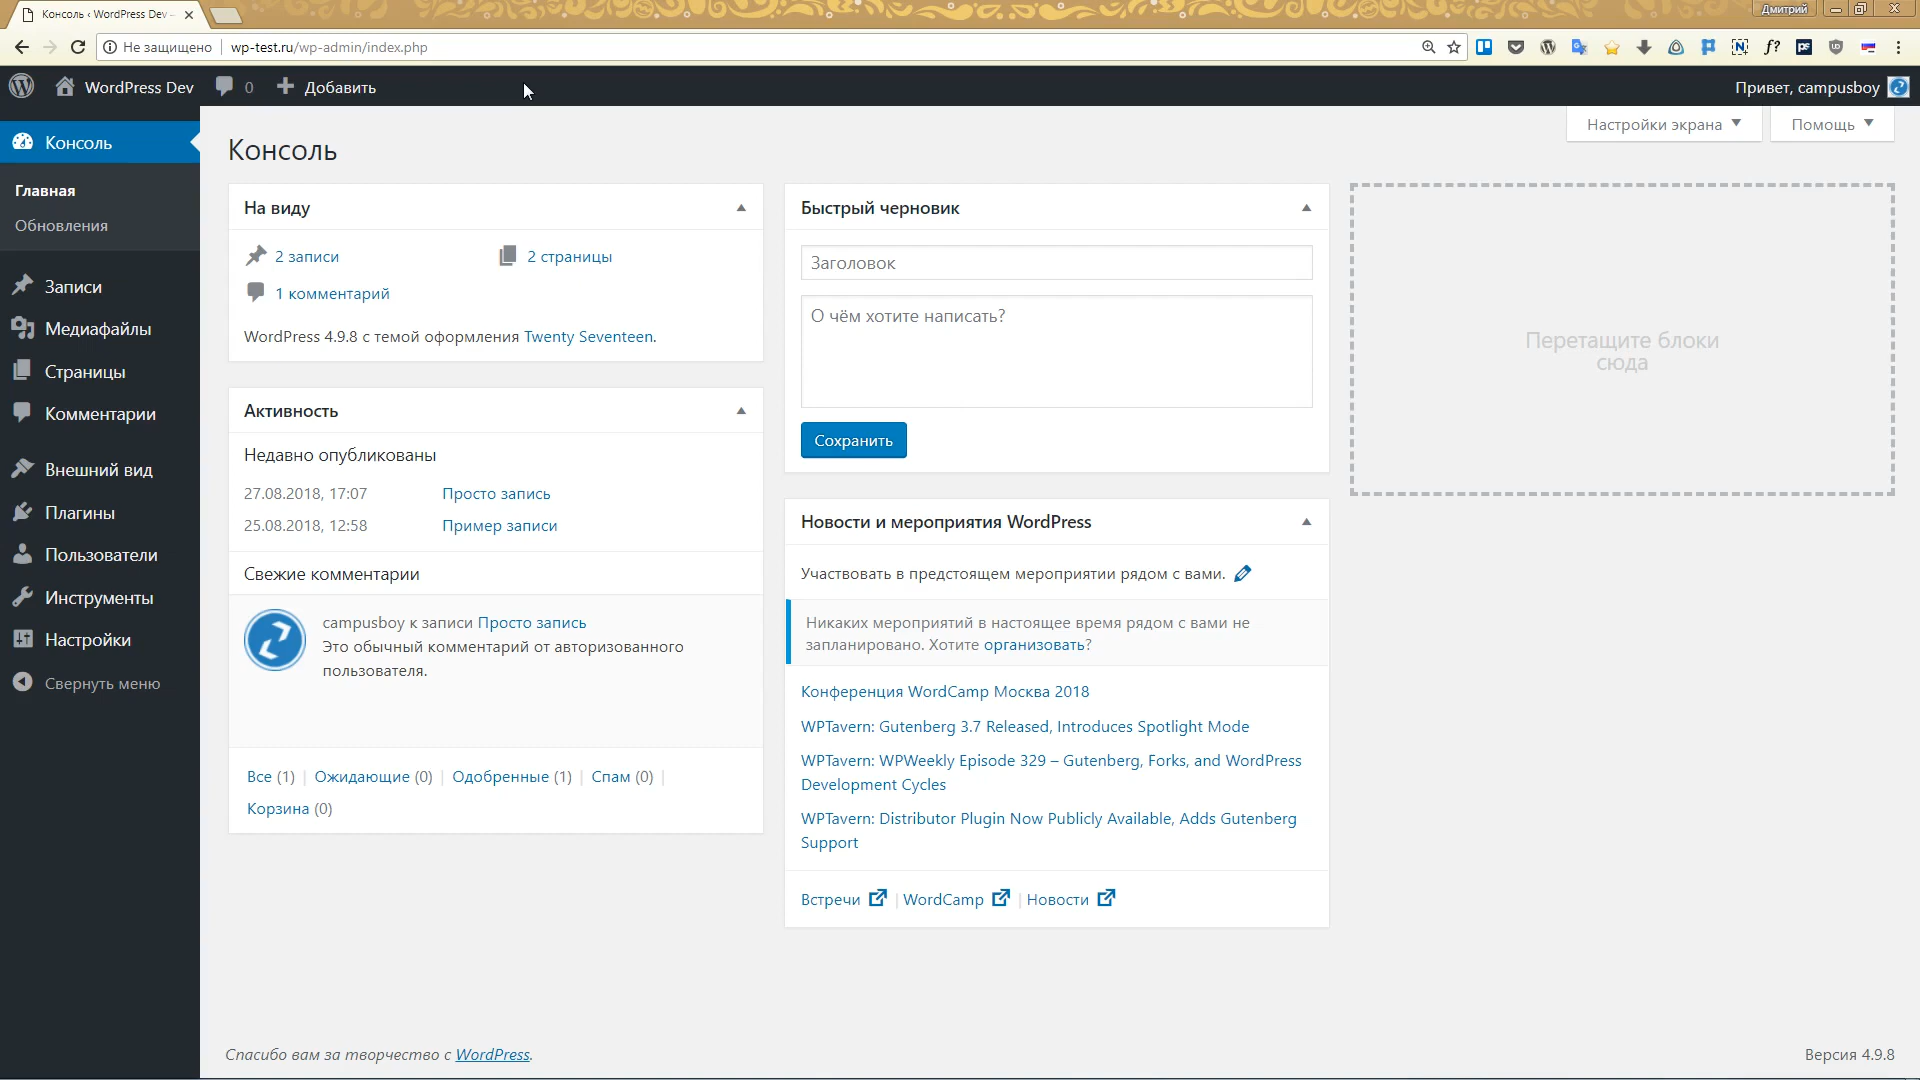 Консоль ‹ WordPress Dev –
Дмитрий
Не защищено
wp-test.ru/wp-admin/index.php
WordPress Dev
0
Добавить
Привет, campusboy
Консоль
Главная
Обновления
Записи
Медиафайлы
Страницы
Комментарии
Внешний вид
Плагины
Пользователи
Инструменты
Настройки
Свернуть меню
Настройки экрана
Помощь
Консоль
На виду
2 записи
2 страницы
1 комментарий
WordPress 4.9.8 с темой оформления Twenty Seventeen.
Активность
Недавно опубликованы
27.08.2018, 17:07 Просто запись
25.08.2018, 12:58 Пример записи
Свежие комментарии
campusboy к записи Просто запись
Это обычный комментарий от авторизованного
пользователя.
Все (1) | Ожидающие (0) | Одобренные (1) | Спам (0) |
Корзина (0)
Быстрый черновик
Заголовок
О чём хотите написать?
Сохранить
Новости и мероприятия WordPress
Участвовать в предстоящем мероприятии рядом с вами.
Никаких мероприятий в настоящее время рядом с вами не
запланировано. Хотите организовать?
Конференция WordCamp Москва 2018
WPTavern: Gutenberg 3.7 Released, Introduces Spotlight Mode
WPTavern: WPWeekly Episode 329 – Gutenberg, Forks, and WordPress
Development Cycles
WPTavern: Distributor Plugin Now Publicly Available, Adds Gutenberg
Support
Встречи | WordCamp | Новости
Перетащите блоки
сюда
Спасибо вам за творчество с WordPress.
Версия 4.9.8